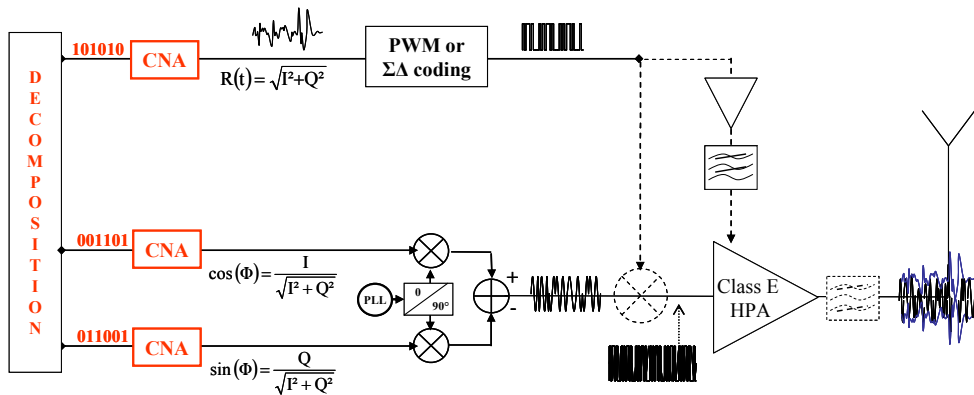 DECOMPOSITION
101010
CNA
R(t)=√I²+Q²
PWM or
ΣΔ coding
001101
CNA
cos(Φ)=I/√I²+Q²
PLL
0
90°
+
-
011001
CNA
sin(Φ)=Q/√I²+Q²
Class E
HPA